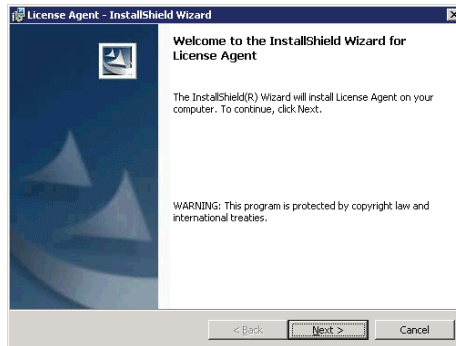 License Agent - InstallShield Wizard
Welcome to the InstallShield Wizard for
License Agent
The InstallShield(R) Wizard will install License Agent on your
computer. To continue, click Next.
WARNING: This program is protected by copyright law and
international treaties.
< Back Next > Cancel